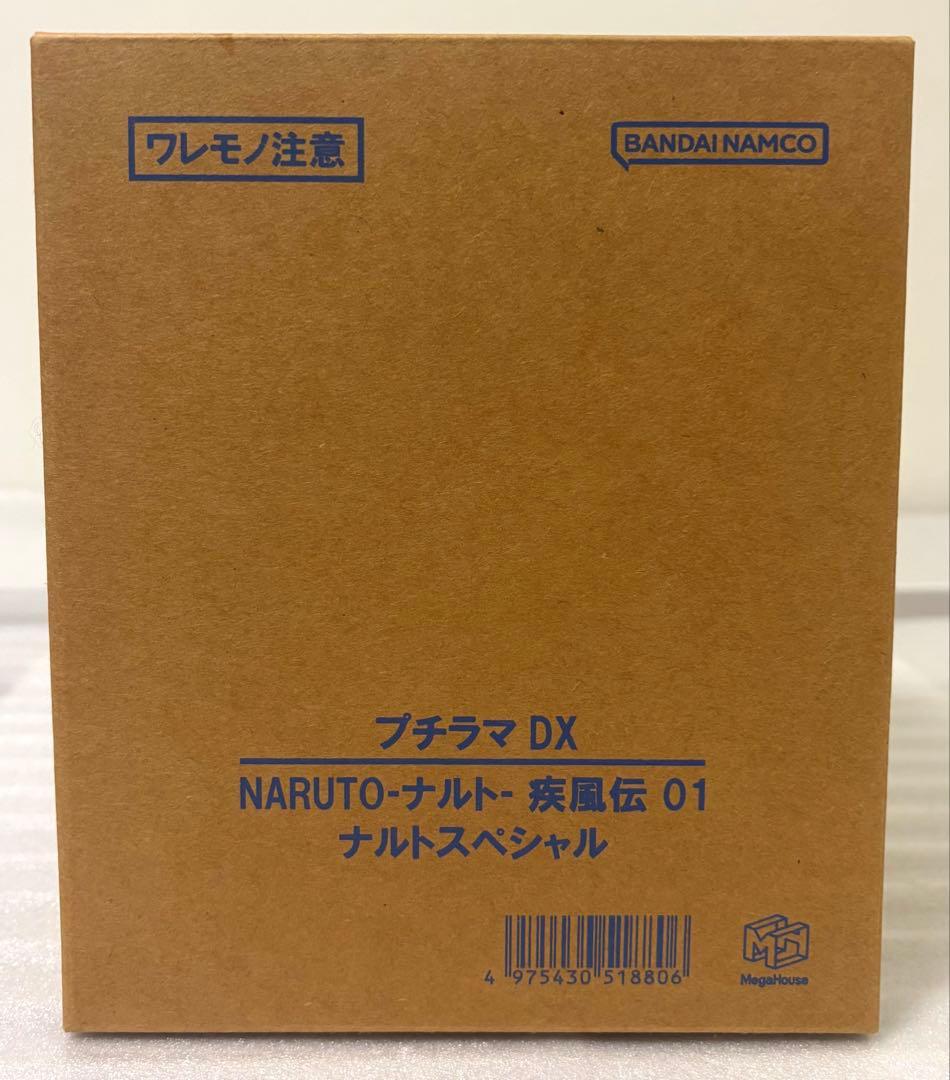 ワレモノ注意
BANDAI NAMCO
プチラマ DX
NARUTO-ナルト- 疾風伝 01
ナルトスペシャル
4 975430 518806
MegaHouse